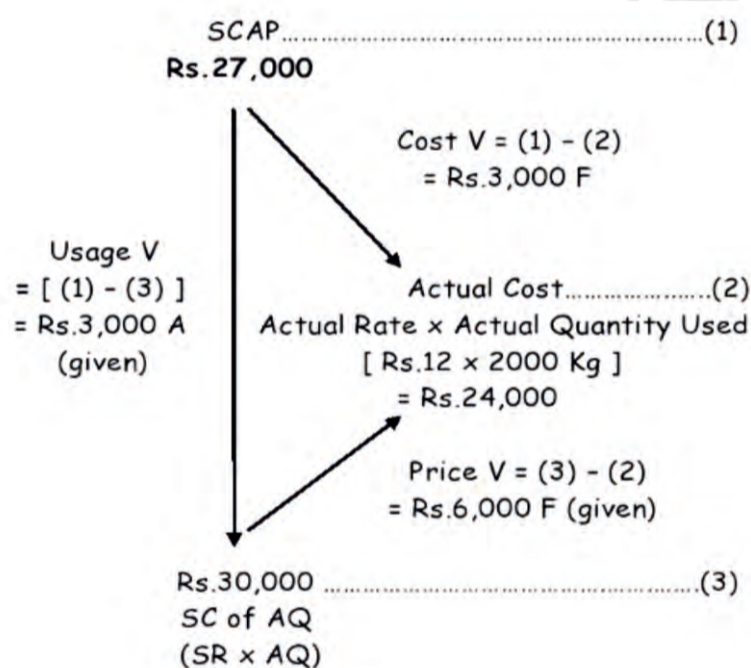 SCAP................................................................(1)
Rs.27,000
Cost V = (1) - (2)
= Rs.3,000 F
Usage V
= [ (1) - (3) ]
= Rs.3,000 A
(given)
Actual Cost......................(2)
Actual Rate x Actual Quantity Used
[ Rs.12 x 2000 Kg ]
= Rs.24,000
Price V = (3) - (2)
= Rs.6,000 F (given)
Rs.30,000 .........................................................(3)
SC of AQ
(SR x AQ)